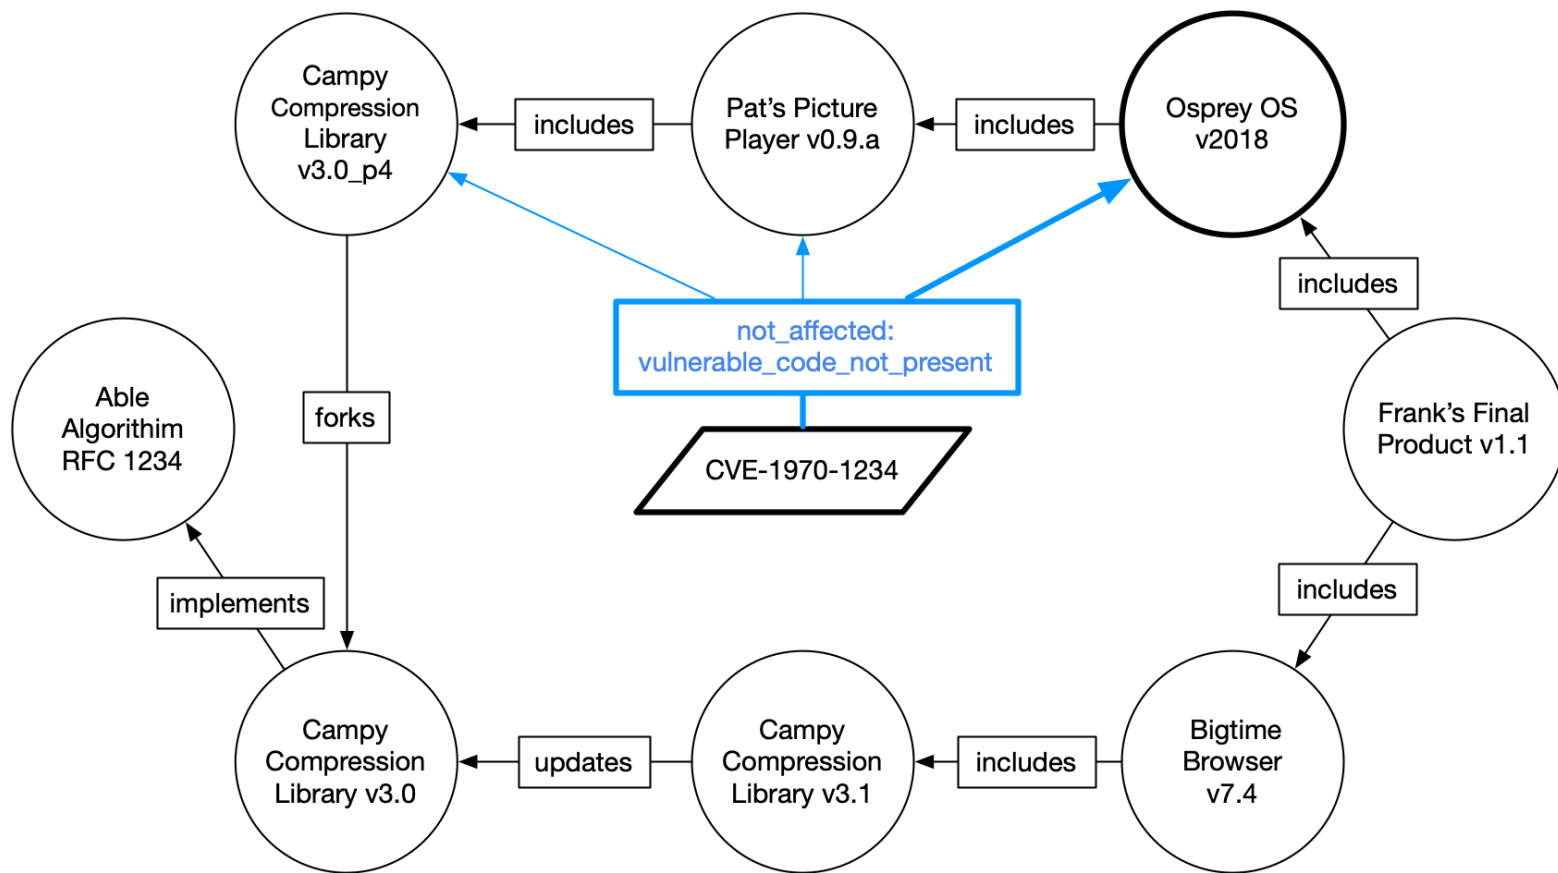 Campy
Compression
Library
v3.0_p4
includes
Pat's Picture
Player v0.9.a
includes
Osprey OS
v2018
includes
not_affected:
vulnerable_code_not_present
CVE-1970-1234
Able
Algorithim
RFC 1234
forks
Frank's Final
Product v1.1
implements
includes
Campy
Compression
Library v3.0
updates
Campy
Compression
Library v3.1
includes
Bigtime
Browser
v7.4